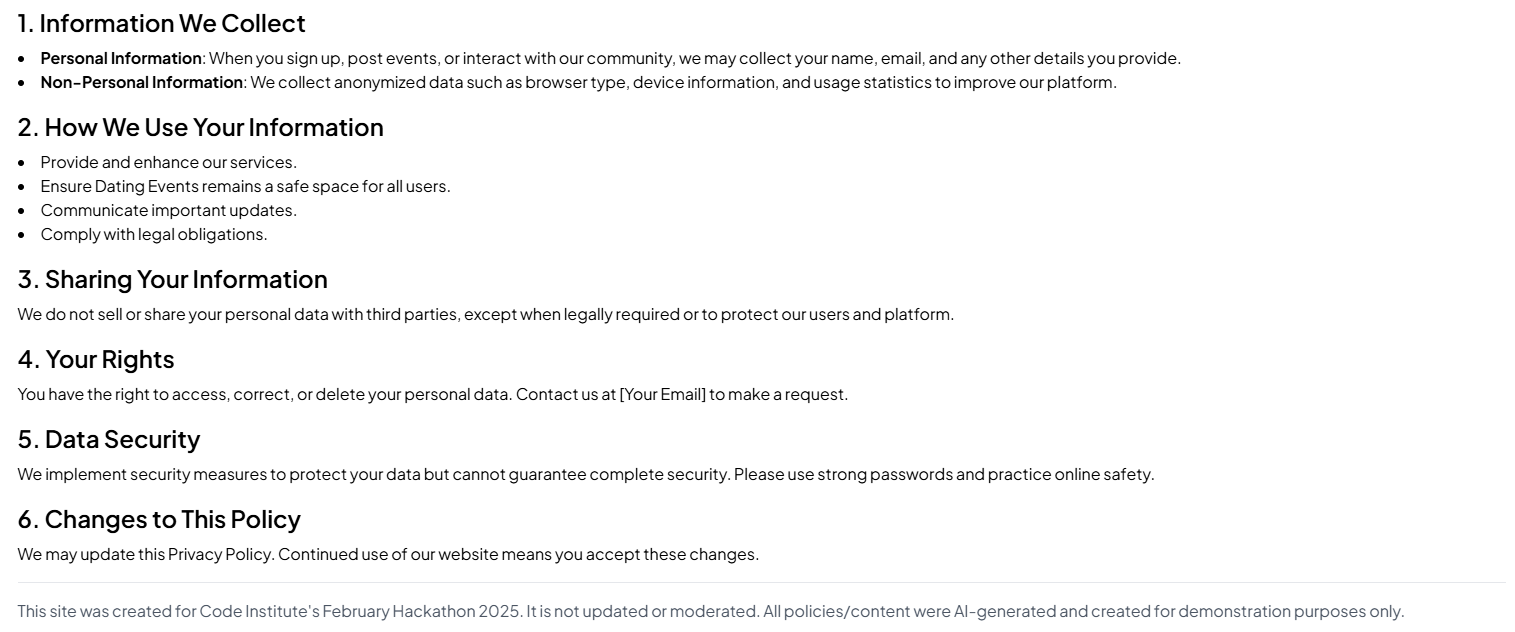 1. Information We Collect
• Personal Information: When you sign up, post events, or interact with our community, we may collect your name, email, and any other details you provide.
• Non-Personal Information: We collect anonymized data such as browser type, device information, and usage statistics to improve our platform.
2. How We Use Your Information
• Provide and enhance our services.
• Ensure Dating Events remains a safe space for all users.
• Communicate important updates.
• Comply with legal obligations.
3. Sharing Your Information
We do not sell or share your personal data with third parties, except when legally required or to protect our users and platform.
4. Your Rights
You have the right to access, correct, or delete your personal data. Contact us at [Your Email] to make a request.
5. Data Security
We implement security measures to protect your data but cannot guarantee complete security. Please use strong passwords and practice online safety.
6. Changes to This Policy
We may update this Privacy Policy. Continued use of our website means you accept these changes.
This site was created for Code Institute's February Hackathon 2025. It is not updated or moderated. All policies/content were AI-generated and created for demonstration purposes only.